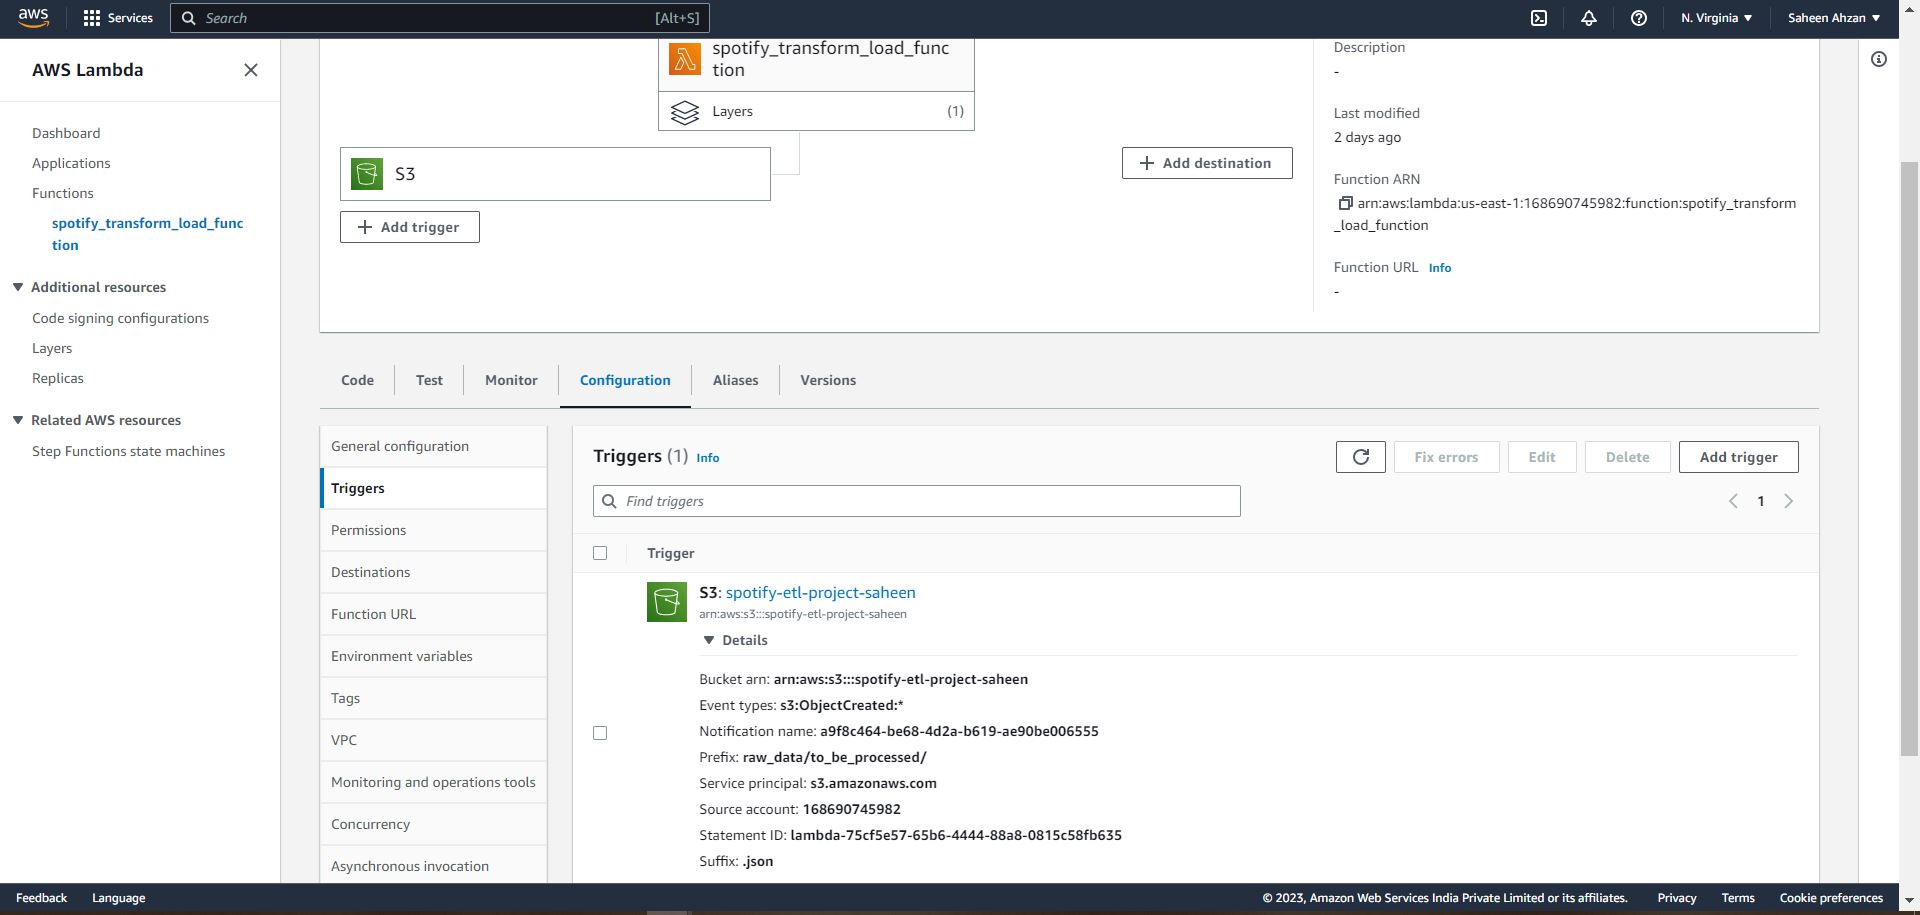 aws
Services
Search
[Alt+S]
N. Virginia
Saheen Ahzan
AWS Lambda
Dashboard
Applications
Functions
spotify_transform_load_func
tion
Additional resources
Code signing configurations
Layers
Replicas
Related AWS resources
Step Functions state machines
spotify_transform_load_func
tion
Layers
(1)
S3
Add trigger
Add destination
Description
-
Last modified
2 days ago
Function ARN
arn:aws:lambda:us-east-1:168690745982:function:spotify_transform
_load_function
Function URL Info
-
Code
Test
Monitor
Configuration
Aliases
Versions
General configuration
Triggers
Permissions
Destinations
Function URL
Environment variables
Tags
VPC
Monitoring and operations tools
Concurrency
Asynchronous invocation
Triggers (1) Info
Fix errors
Edit
Delete
Add trigger
Find triggers
1
Trigger
S3: spotify-etl-project-saheen
arn:aws:s3:::spotify-etl-project-saheen
Details
Bucket arn: arn:aws:s3:::spotify-etl-project-saheen
Event types: s3:ObjectCreated:*
Notification name: a9f8c464-be68-4d2a-b619-ae90be006555
Prefix: raw_data/to_be_processed/
Service principal: s3.amazonaws.com
Source account: 168690745982
Statement ID: lambda-75cf5e57-65b6-4444-88a8-0815c58fb635
Suffix: .json
Feedback
Language
© 2023, Amazon Web Services India Private Limited or its affiliates.
Privacy
Terms
Cookie preferences